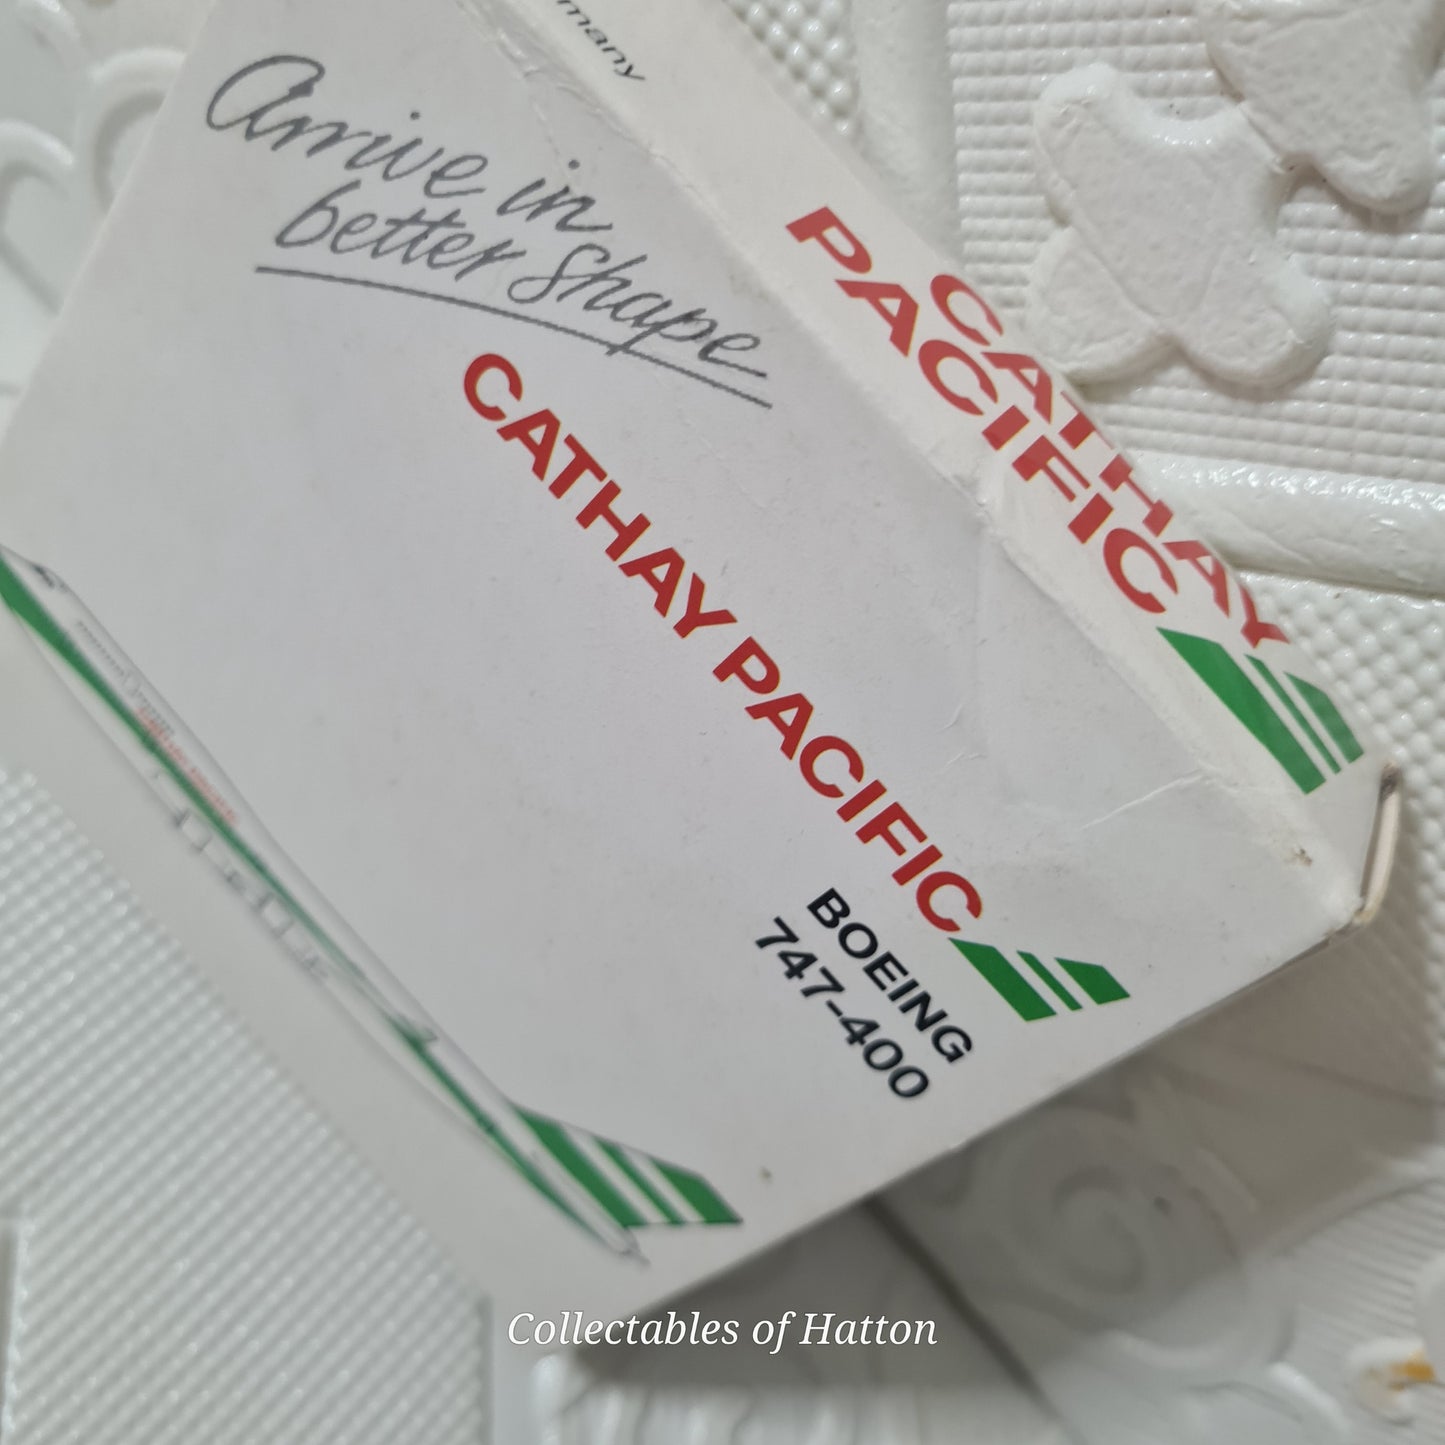 many
Arrive in
better shape
CATHAY
PACIFIC
CATHAY PACIFIC
BOEING
747-400
Collectables of Hatton